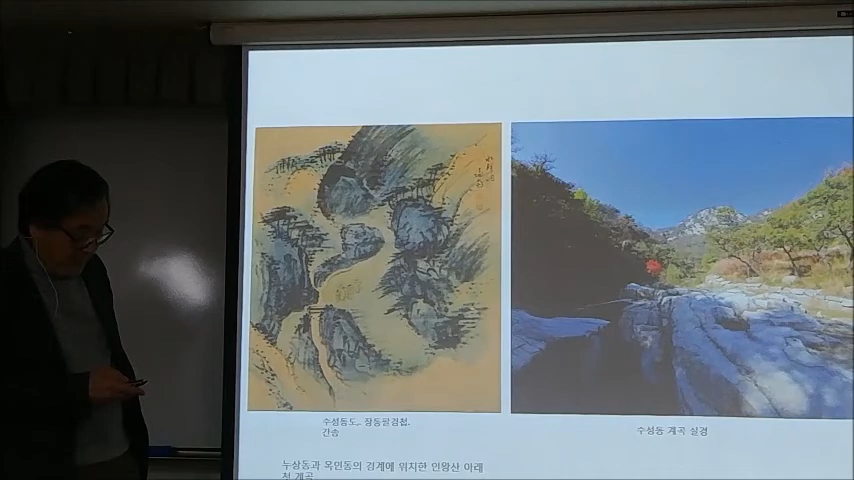 수성동도. 장동팔경첩.
간송
수성동 계곡 실경
누상동과 옥인동의 경계에 위치한 인왕산 아래
첫 계곡